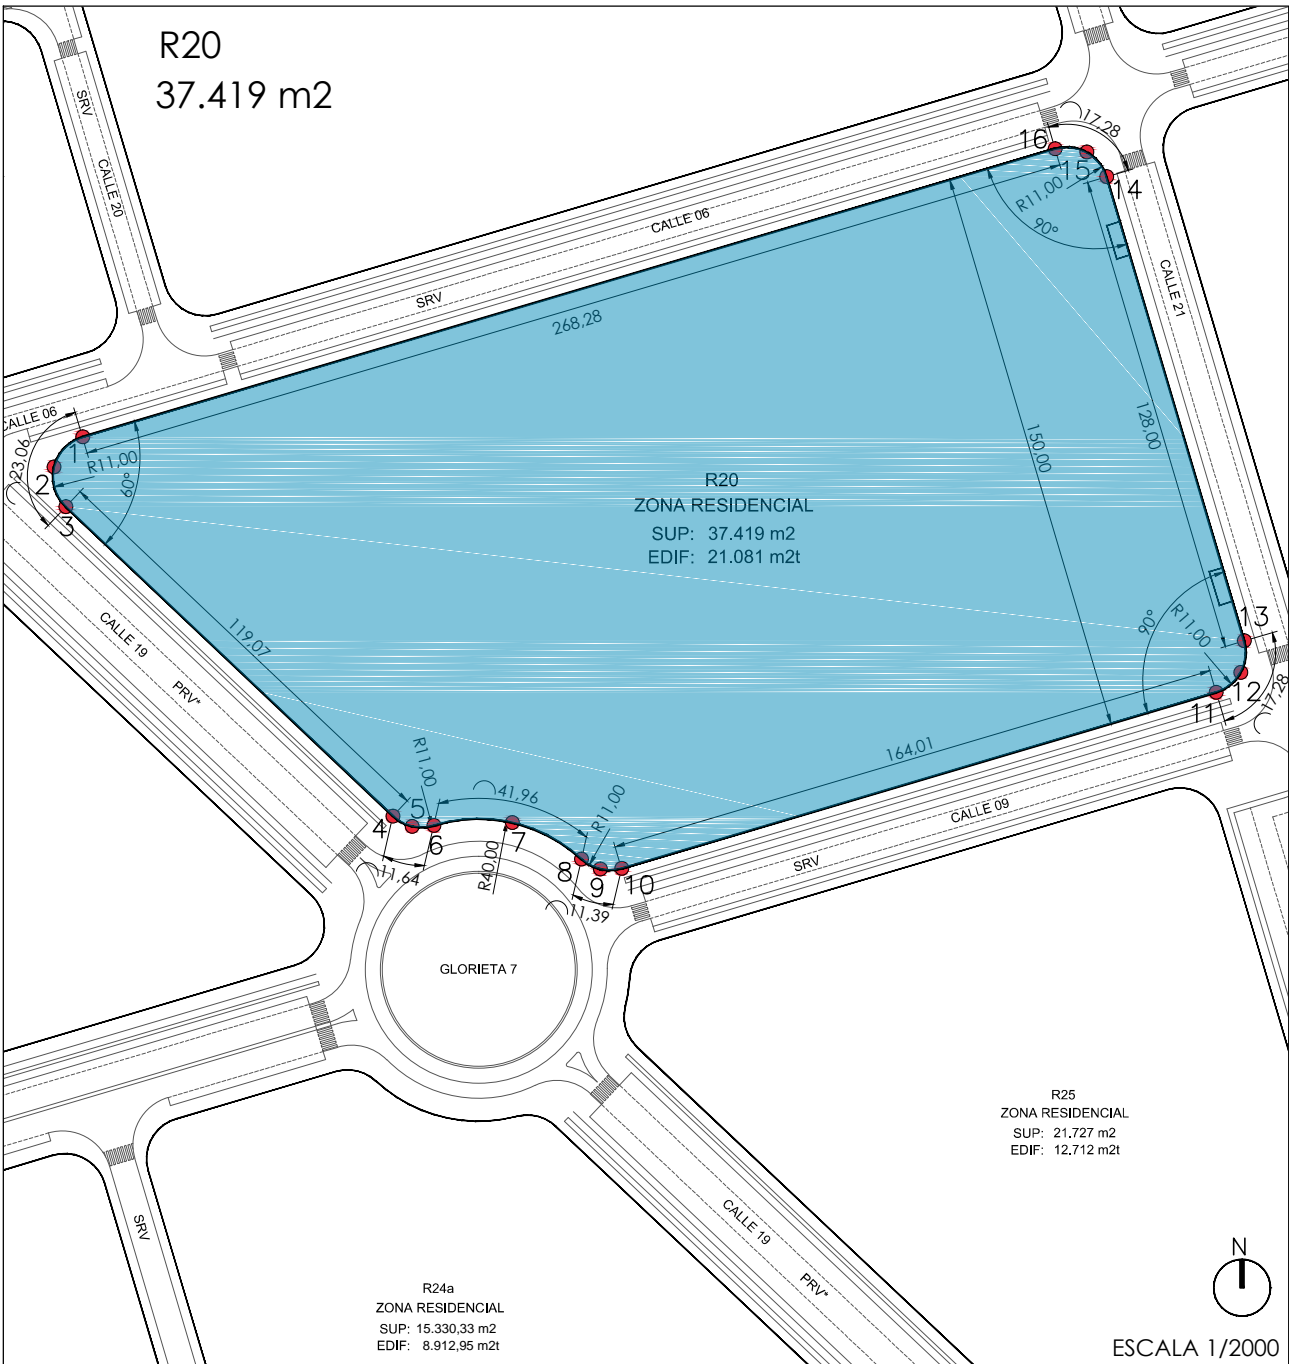 R20
37.419 m2
SRV
CALLE 20
CALLE 06
SRV
16
17,28
15
14
R11,00
90°
CALLE 21
268,28
CALLE 06
23,06
1
R11,00
2
60°
3
128,00
150,00
R20
ZONA RESIDENCIAL
SUP: 37.419 m2
EDIF: 21.081 m2t
119,07
CALLE 19
PRV*
90°
R11,00
13
12
11
17,28
164,01
R11,00
41,96
R11,00
4
5
6
7
8
9
10
R40,00
11,64
11,39
CALLE 09
SRV
GLORIETA 7
R25
ZONA RESIDENCIAL
SUP: 21.727 m2
EDIF: 12.712 m2t
SRV
CALLE 19
PRV*
R24a
ZONA RESIDENCIAL
SUP: 15.330,33 m2
EDIF: 8.912,95 m2t
N
ESCALA 1/2000